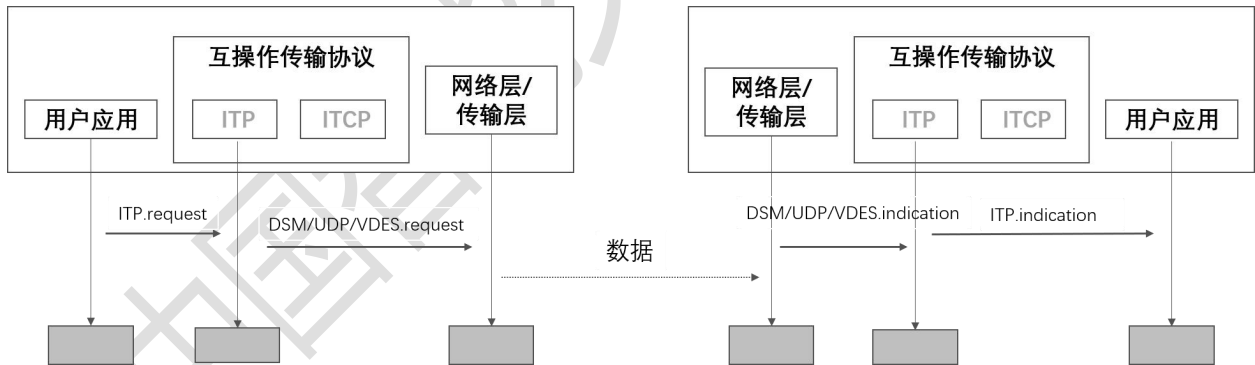 互操作传输协议
用户应用
ITP
ITCP
网络层/
传输层
ITP.request
DSM/UDP/VDES.request
数据
互操作传输协议
网络层/
传输层
ITP
ITCP
用户应用
DSM/UDP/VDES.indication
ITP.indication